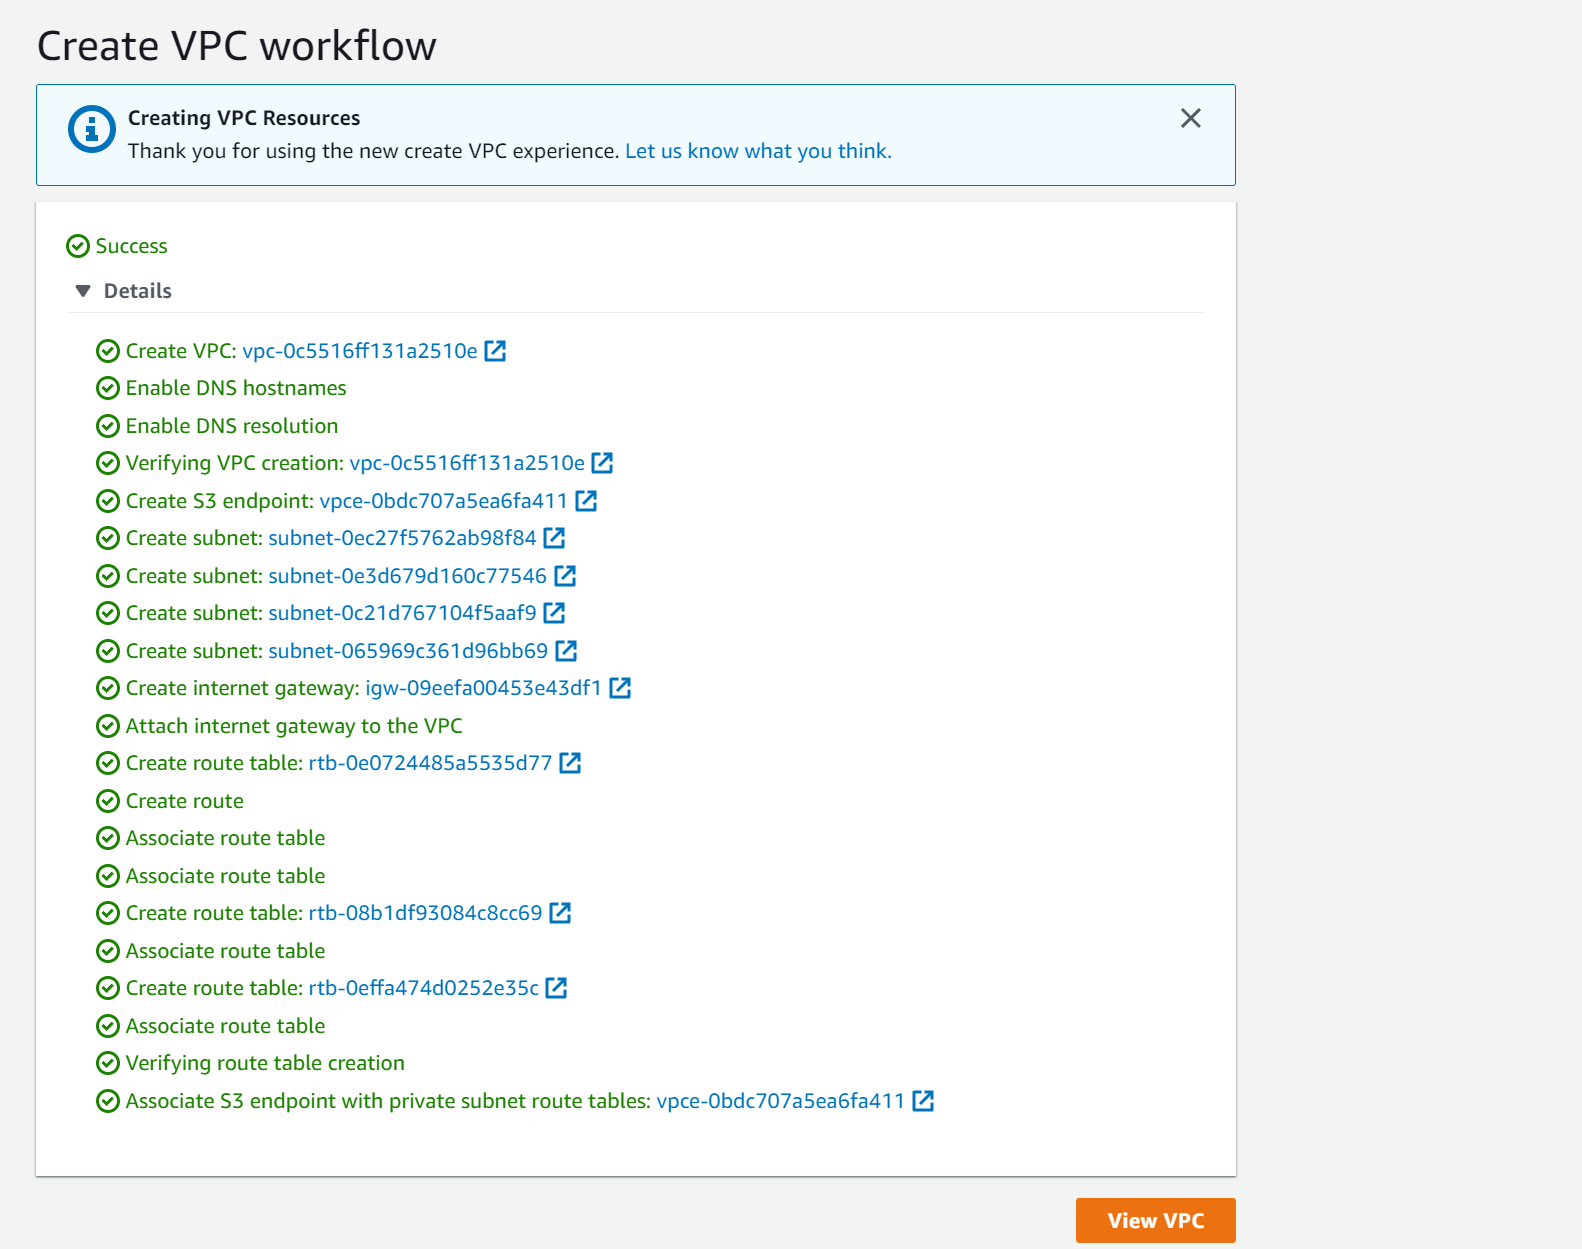 Create VPC workflow
Creating VPC Resources
Thank you for using the new create VPC experience. Let us know what you think.
Success
Details
Create VPC: vpc-0c5516ff131a2510e
Enable DNS hostnames
Enable DNS resolution
Verifying VPC creation: vpc-0c5516ff131a2510e
Create S3 endpoint: vpce-0bdc707a5ea6fa411
Create subnet: subnet-0ec27f5762ab98f84
Create subnet: subnet-0e3d679d160c77546
Create subnet: subnet-0c21d767104f5aaf9
Create subnet: subnet-065969c361d96bb69
Create internet gateway: igw-09eefa00453e43df1
Attach internet gateway to the VPC
Create route table: rtb-0e0724485a5535d77
Create route
Associate route table
Associate route table
Create route table: rtb-08b1df93084c8cc69
Associate route table
Create route table: rtb-0effa474d0252e35c
Associate route table
Verifying route table creation
Associate S3 endpoint with private subnet route tables: vpce-0bdc707a5ea6fa411
View VPC